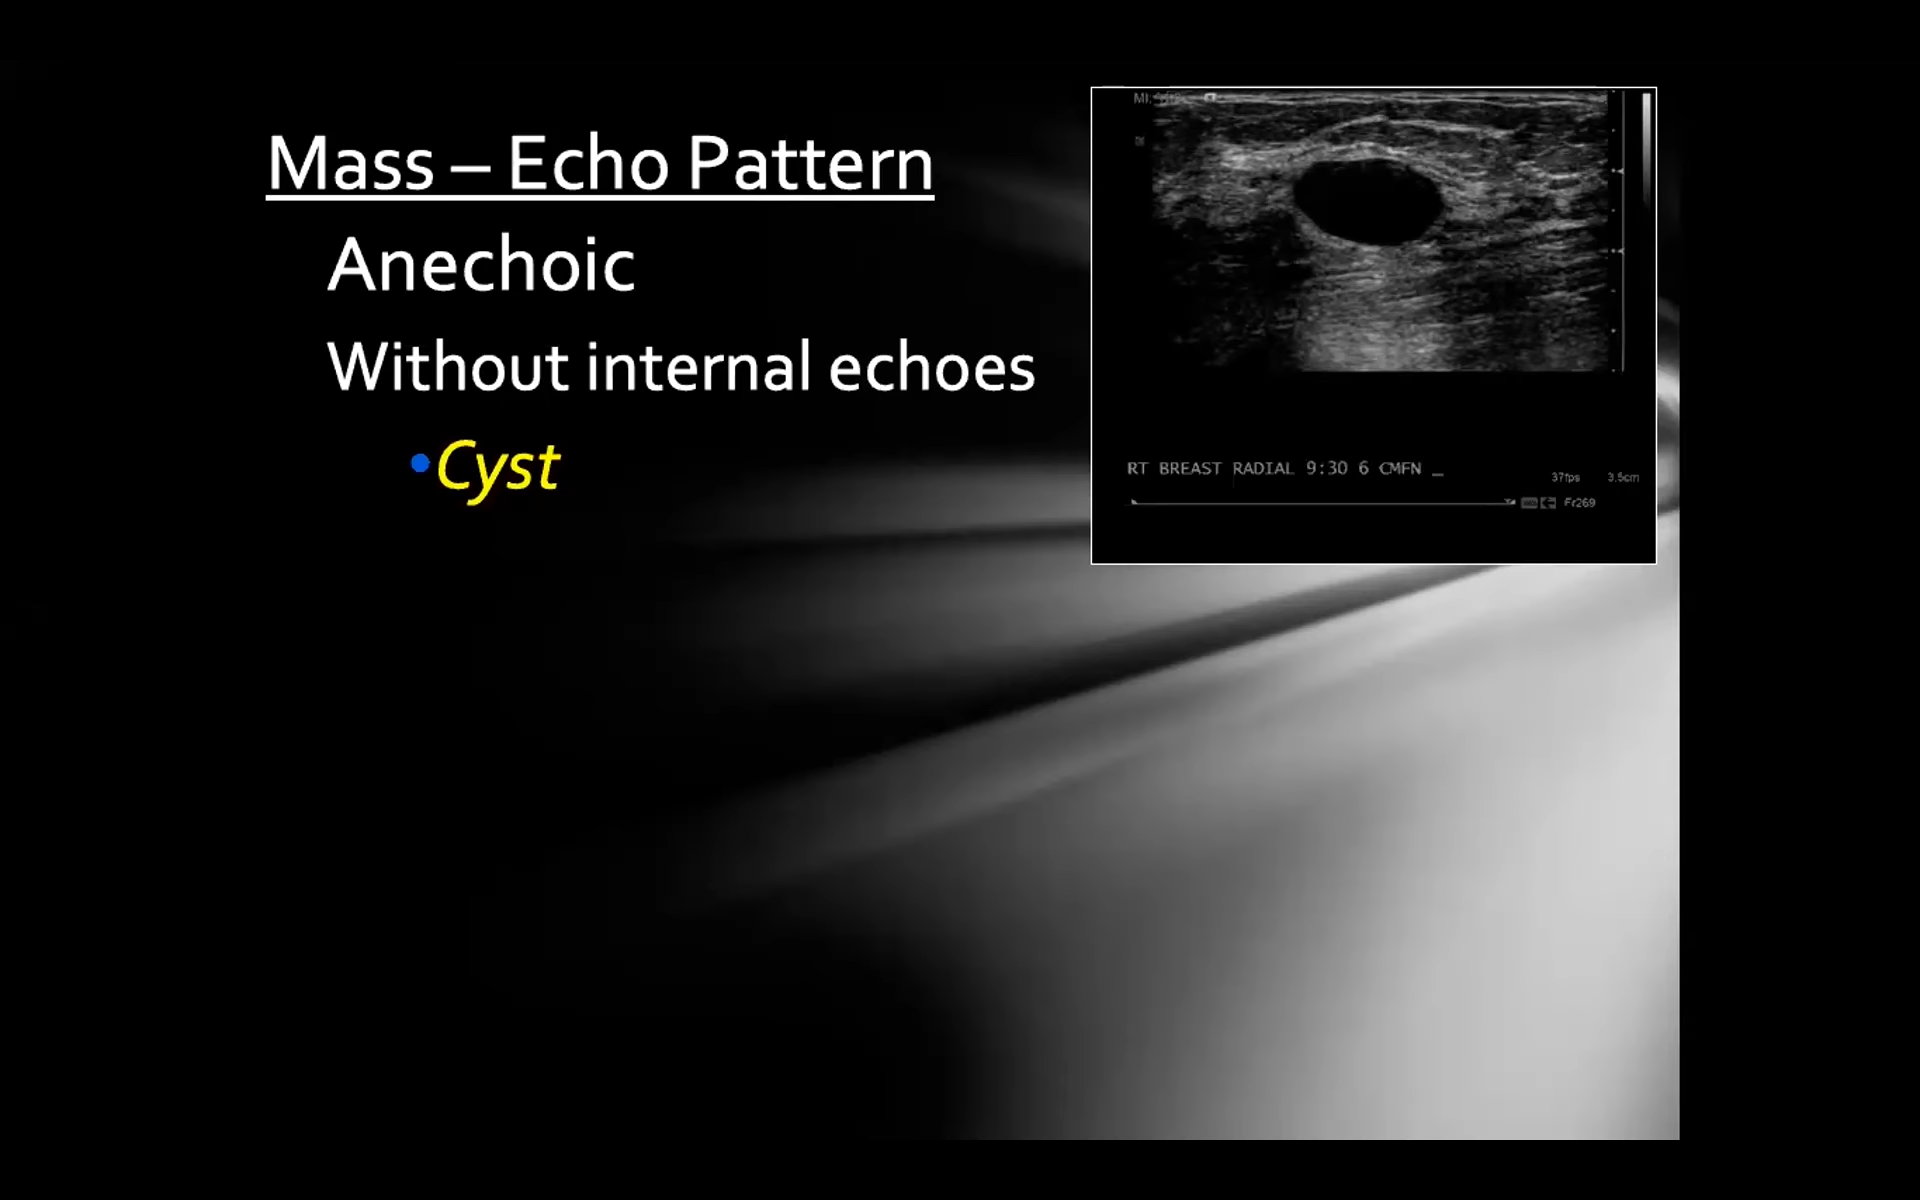 Mass – Echo Pattern
Anechoic
Without internal echoes
•Cyst
RT BREAST RADIAL 9:30 6 CMFN _
37fps 3.5cm
Fr269